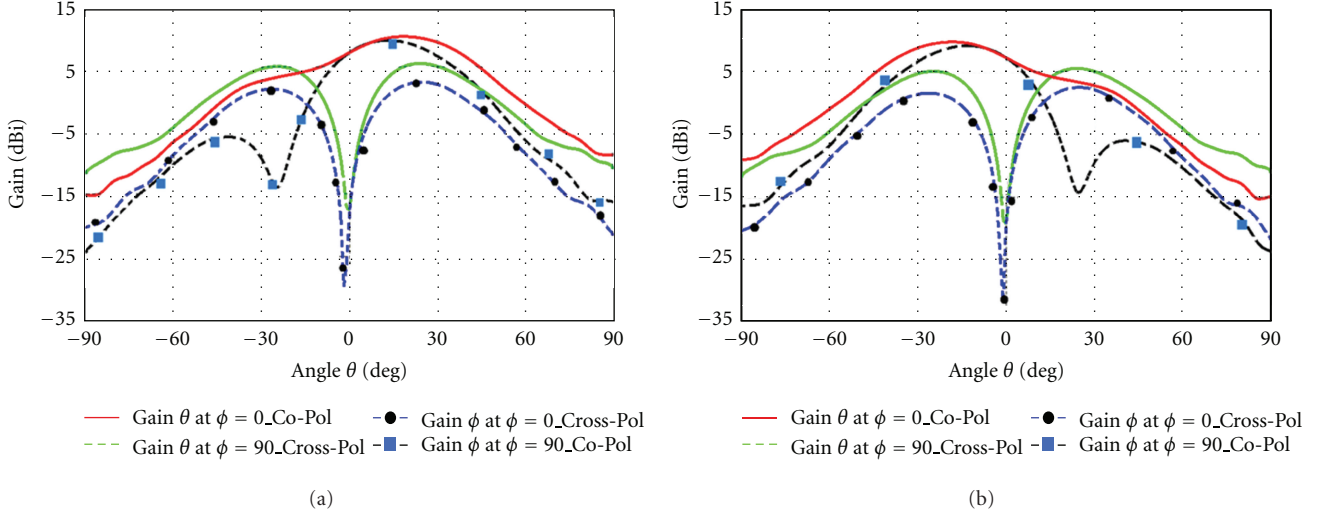 15
5
−5
−15
−25
−35
Gain (dBi)
−90 −60 −30 0 30 60 90
Angle θ (deg)
Gain θ at ϕ = 0_Co-Pol
Gain θ at ϕ = 90_Cross-Pol
Gain ϕ at ϕ = 0_Cross-Pol
Gain ϕ at ϕ = 90_Co-Pol
(a)
15
5
−5
−15
−25
−35
Gain (dBi)
−90 −60 −30 0 30 60 90
Angle θ (deg)
Gain θ at ϕ = 0_Co-Pol
Gain θ at ϕ = 90_Cross-Pol
Gain ϕ at ϕ = 0_Cross-Pol
Gain ϕ at ϕ = 90_Co-Pol
(b)